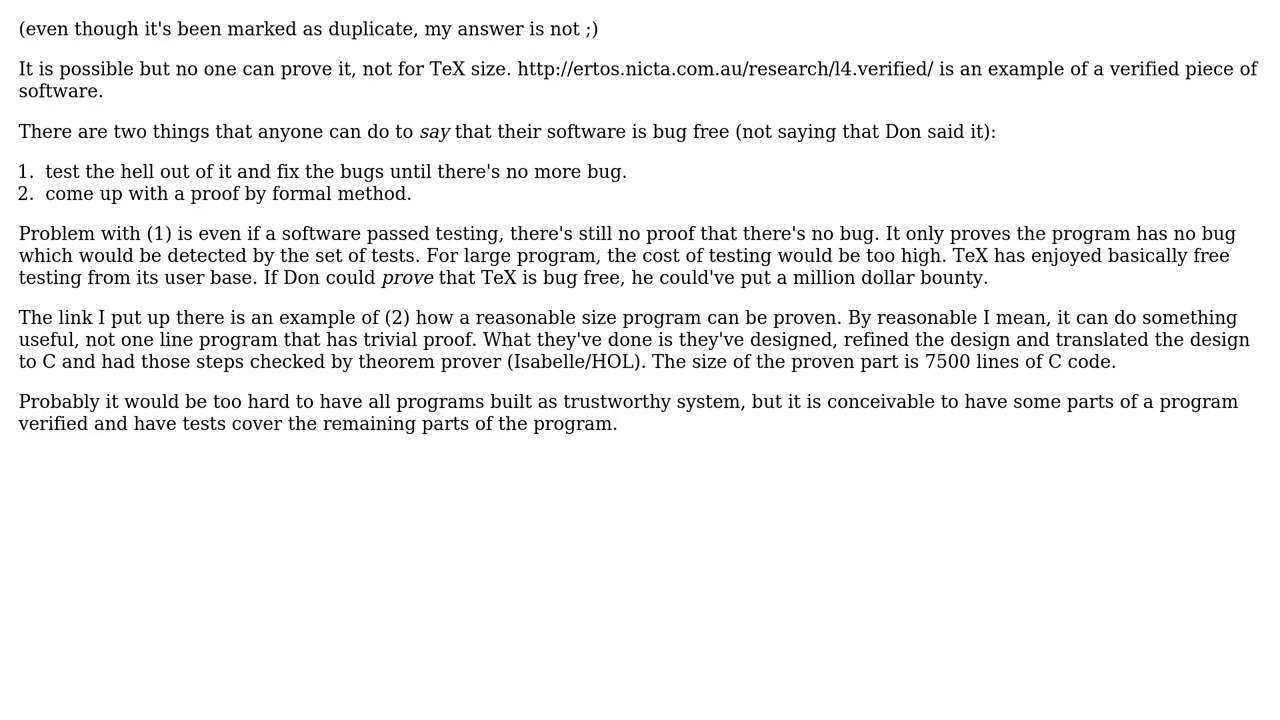 (even though it's been marked as duplicate, my answer is not ;)
It is possible but no one can prove it, not for TeX size. http://ertos.nicta.com.au/research/l4.verified/ is an example of a verified piece of
software.
There are two things that anyone can do to say that their software is bug free (not saying that Don said it):
1. test the hell out of it and fix the bugs until there's no more bug.
2. come up with a proof by formal method.
Problem with (1) is even if a software passed testing, there's still no proof that there's no bug. It only proves the program has no bug
which would be detected by the set of tests. For large program, the cost of testing would be too high. TeX has enjoyed basically free
testing from its user base. If Don could prove that TeX is bug free, he could've put a million dollar bounty.
The link I put up there is an example of (2) how a reasonable size program can be proven. By reasonable I mean, it can do something
useful, not one line program that has trivial proof. What they've done is they've designed, refined the design and translated the design
to C and had those steps checked by theorem prover (Isabelle/HOL). The size of the proven part is 7500 lines of C code.
Probably it would be too hard to have all programs built as trustworthy system, but it is conceivable to have some parts of a program
verified and have tests cover the remaining parts of the program.